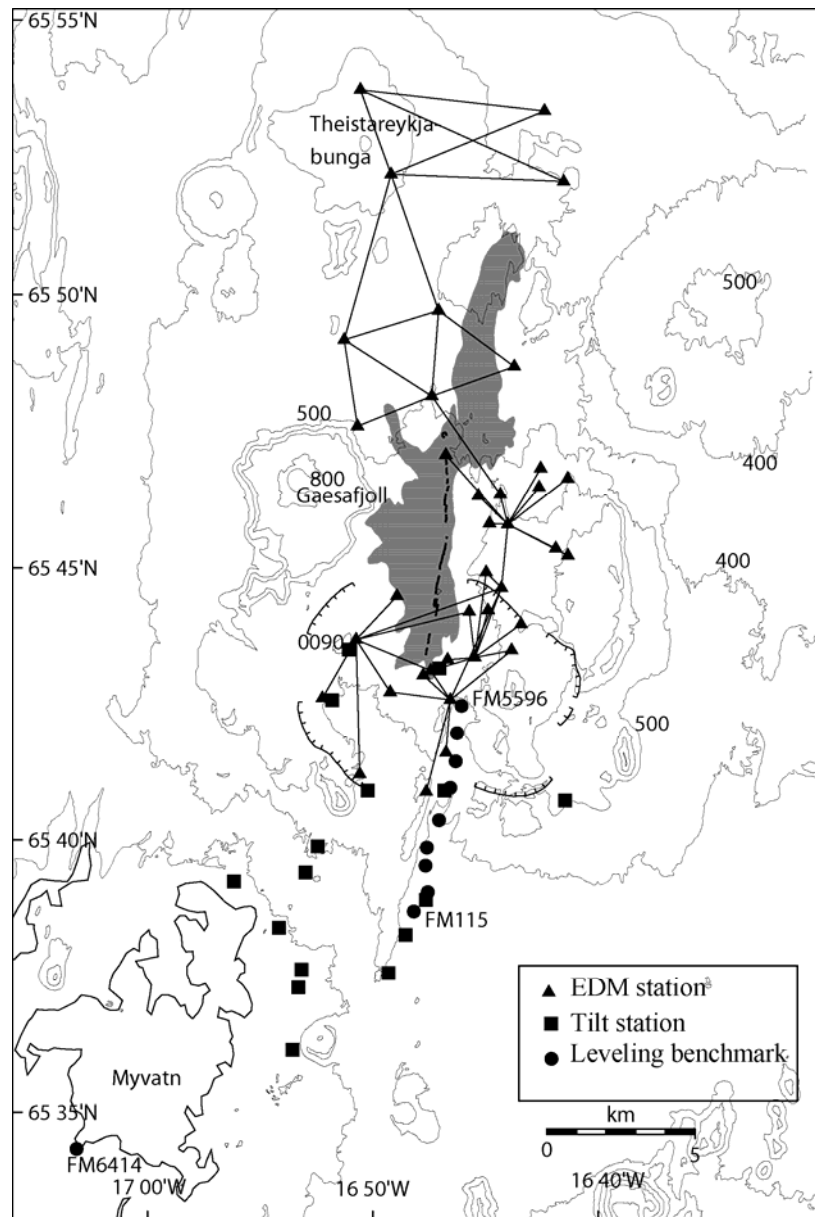 65 55'N
Theistareykja-
bunga
65 50'N
500
500
400
800
Gaesafjoll
400
65 45'N
0090
FM5596
500
65 40'N
FM115
EDM station
Tilt station
Leveling benchmark
Myvatn
km
0 5
65 35'N
FM6414
17 00'W
16 50'W
16 40'W